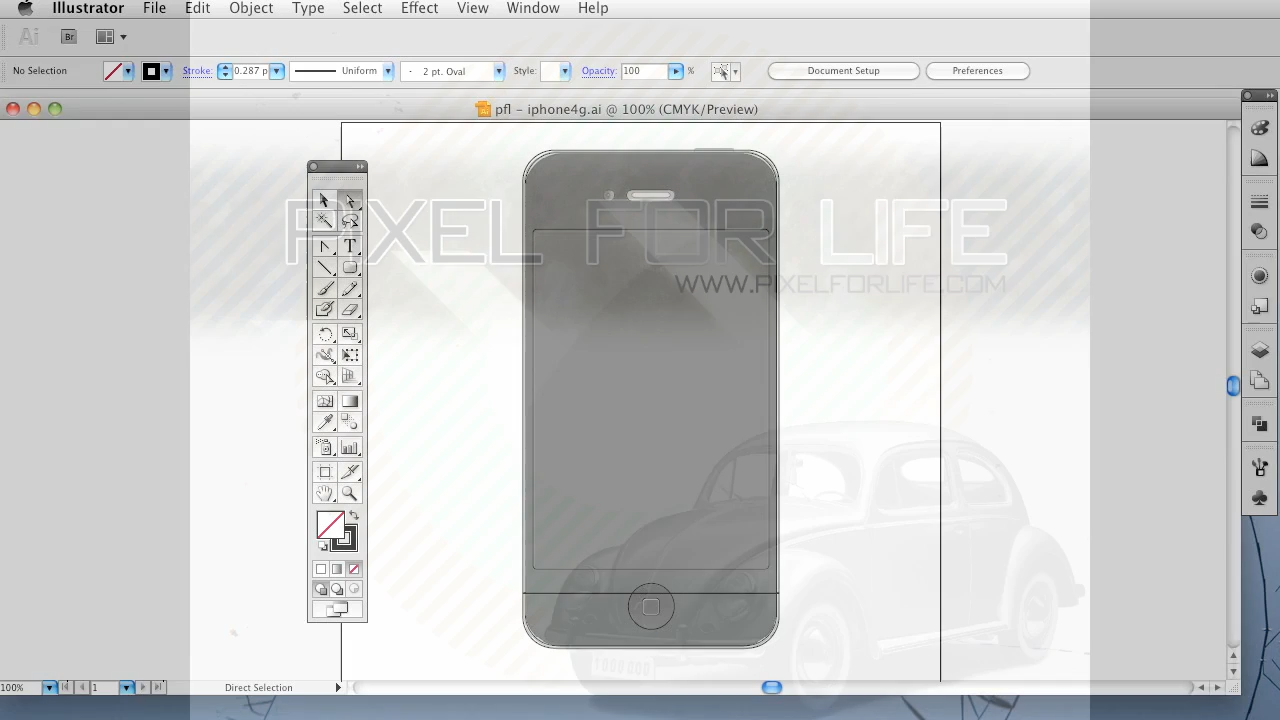 Illustrator File Edit Object Type Select Effect View Window Help
Ai Br
No Selection Stroke: 0.287 p Uniform 2 pt. Oval Style: Opacity: 100 % Document Setup Preferences
pfl - iphone4g.ai @ 100% (CMYK/Preview)
PIXEL FOR LIFE
T
WWW.PIXELFORLIFE.COM
100% 1 Direct Selection